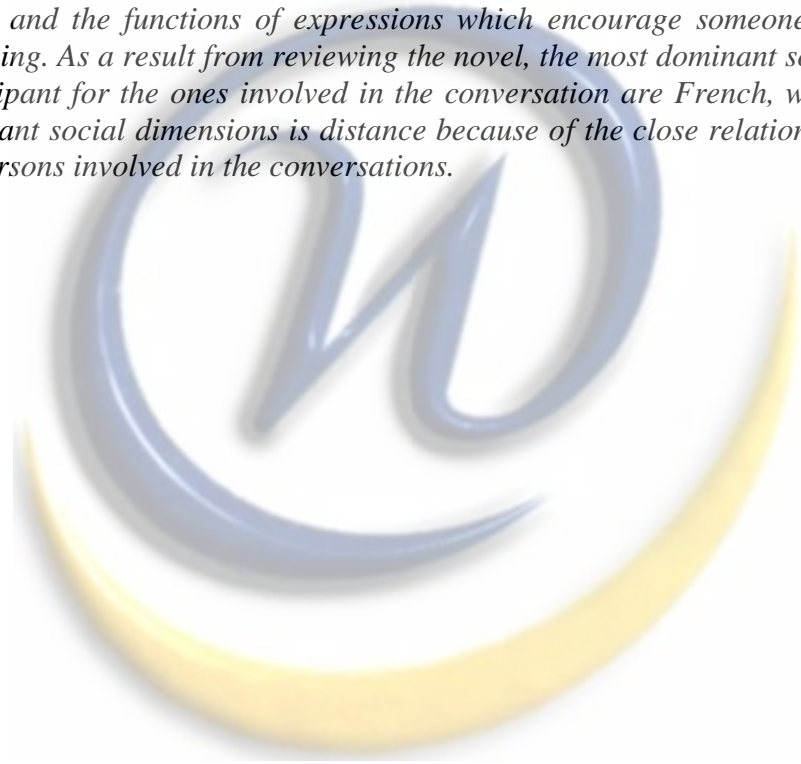 and the functions of expressions which encourage someone
ing. As a result from reviewing the novel, the most dominant
ipant for the ones involved in the conversation are French,
ant social dimensions is distance because of the close
rsons involved in the conversations.